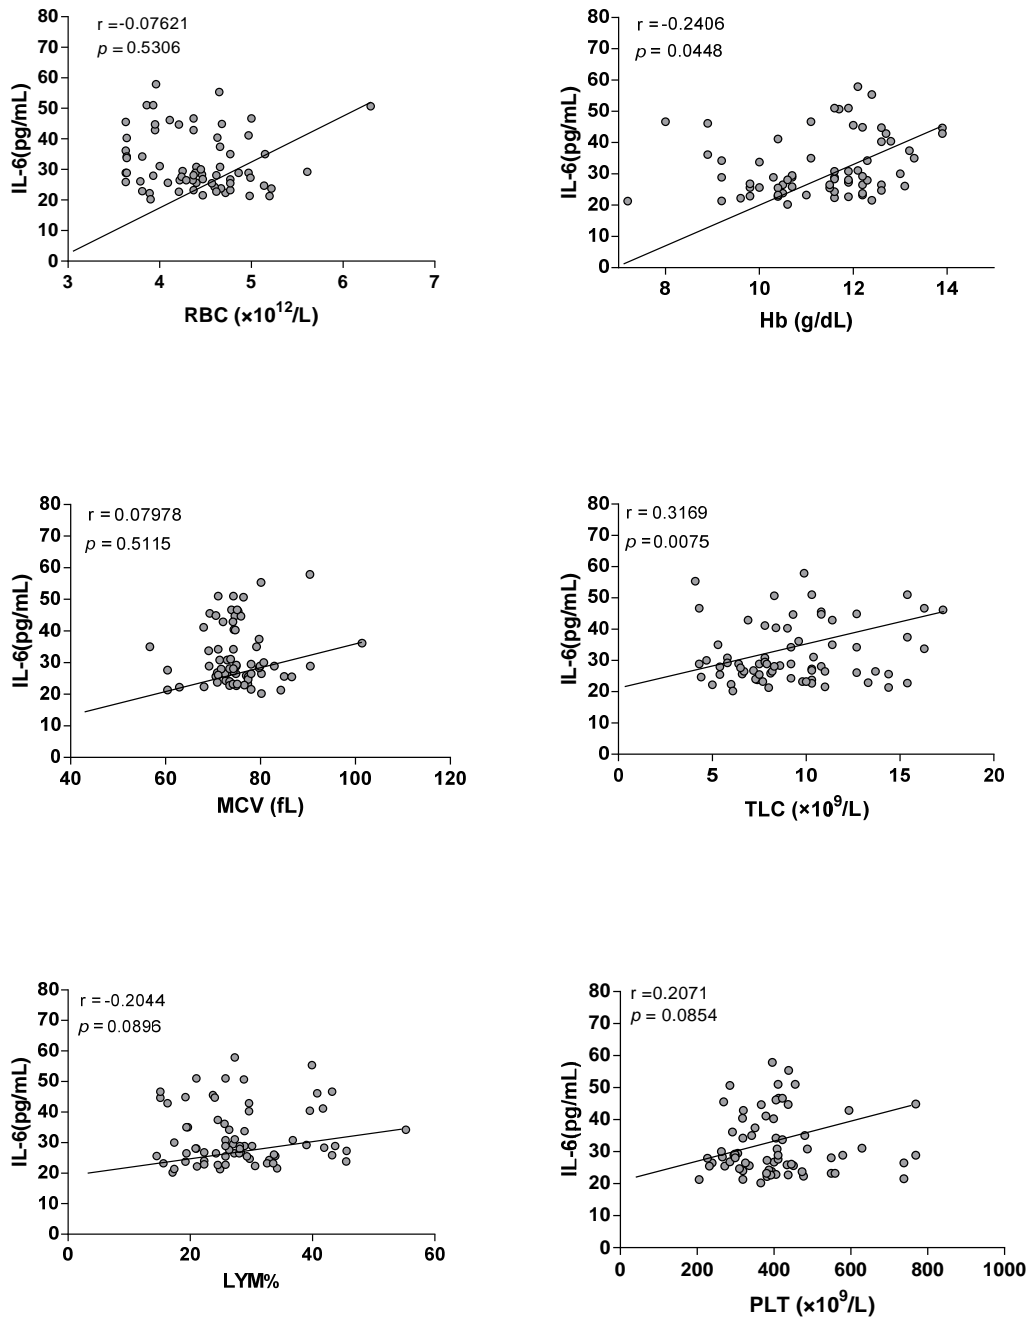 r =-0.07621
p = 0.5306
IL-6(pg/mL)
80
70
60
50
40
30
20
10
0
3 4 5 6 7
RBC (×10¹²/L)
r = -0.2406
p = 0.0448
IL-6(pg/mL)
80
70
60
50
40
30
20
10
0
8 10 12 14
Hb (g/dL)
r = 0.07978
p = 0.5115
IL-6(pg/mL)
80
70
60
50
40
30
20
10
0
40 60 80 100 120
MCV (fL)
r = 0.3169
p =0.0075
IL-6(pg/mL)
80
70
60
50
40
30
20
10
0
0 5 10 15 20
TLC (×10⁹/L)
r = -0.2044
p = 0.0896
IL-6(pg/mL)
80
70
60
50
40
30
20
10
0
0 20 40 60
LYM%
r =0.2071
p = 0.0854
IL-6(pg/mL)
80
70
60
50
40
30
20
10
0
0 200 400 600 800 1000
PLT (×10⁹/L)